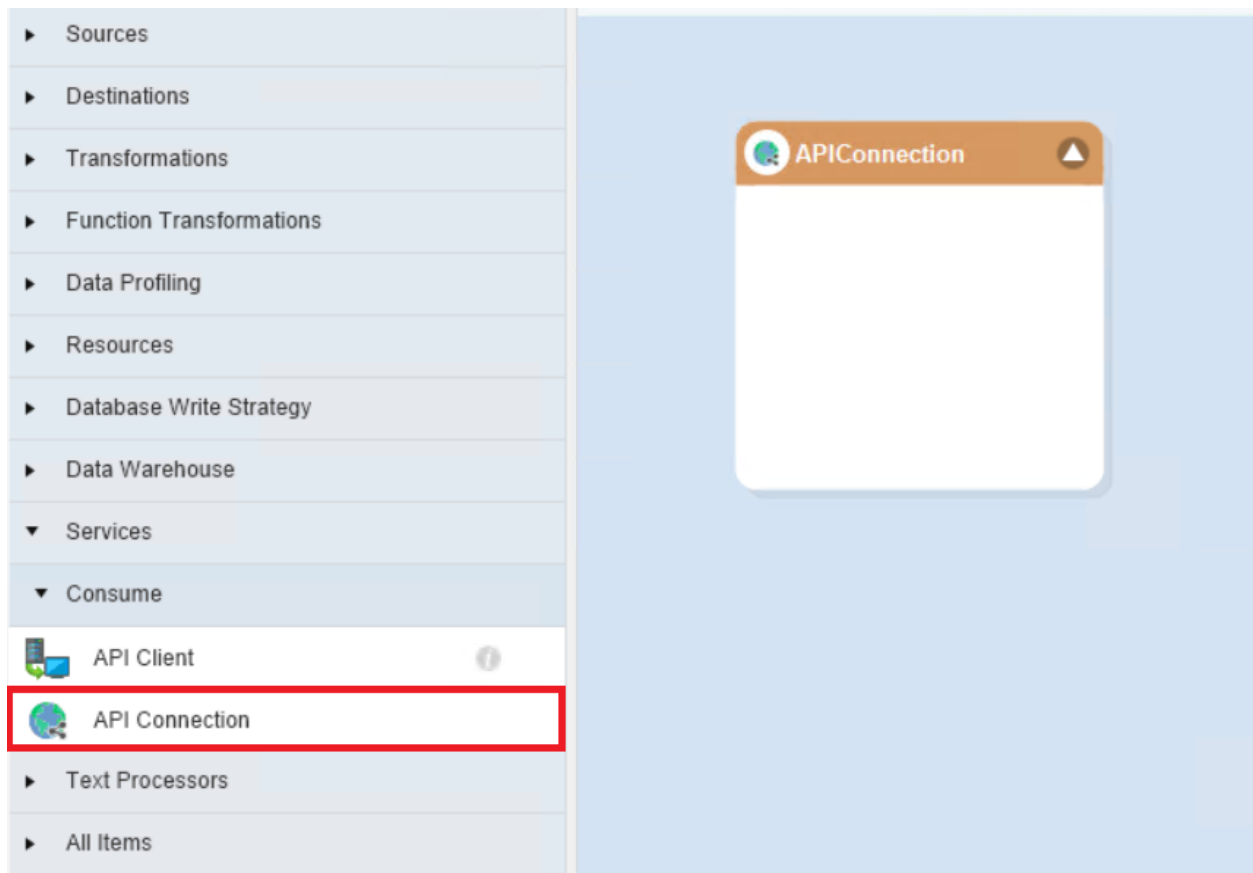 Sources
Destinations
Transformations
Function Transformations
Data Profiling
Resources
Database Write Strategy
Data Warehouse
Services
Consume
API Client
API Connection
Text Processors
All Items
APIConnection